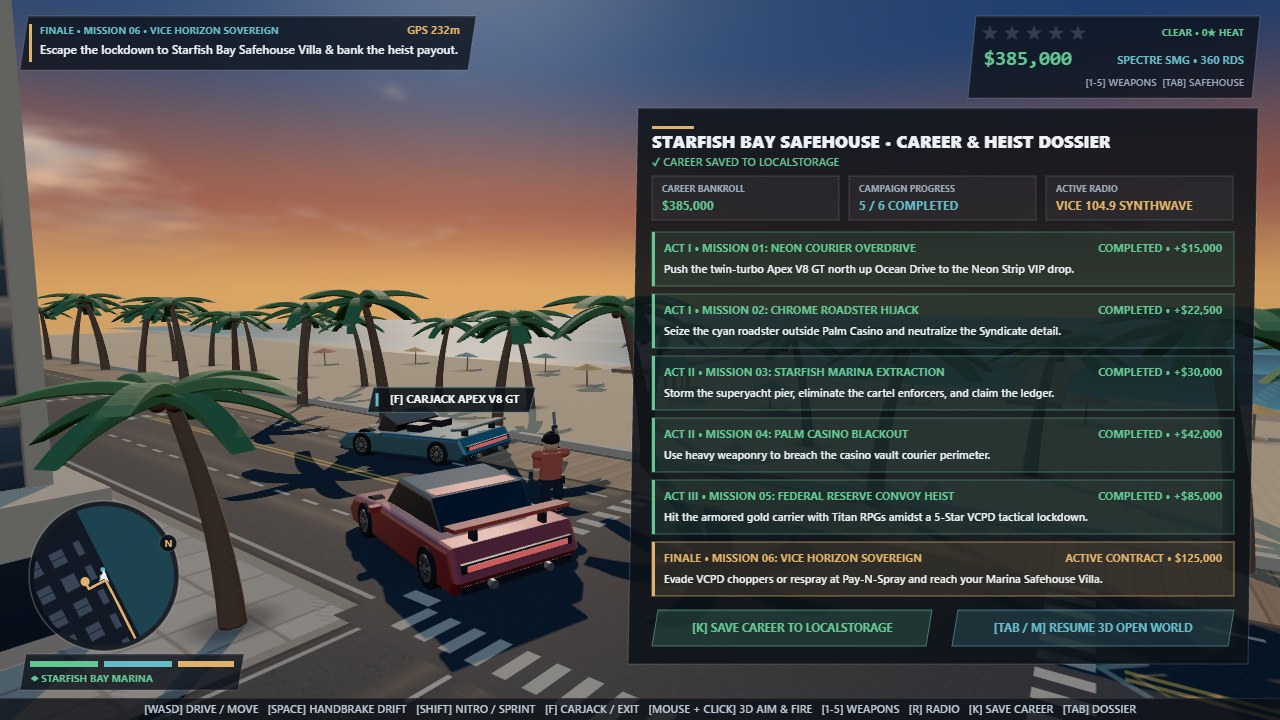 FINALE • MISSION 06 • VICE HORIZON SOVEREIGN GPS 232m
Escape the lockdown to Starfish Bay Safehouse Villa & bank the heist payout.
★★★★★ CLEAR • 0★ HEAT
$385,000 SPECTRE SMG • 360 RDS
[1-5] WEAPONS [TAB] SAFEHOUSE
STARFISH BAY SAFEHOUSE • CAREER & HEIST DOSSIER
✓ CAREER SAVED TO LOCALSTORAGE
CAREER BANKROLL
$385,000
CAMPAIGN PROGRESS
5 / 6 COMPLETED
ACTIVE RADIO
VICE 104.9 SYNTHWAVE
ACT I • MISSION 01: NEON COURIER OVERDRIVE COMPLETED • +$15,000
Push the twin-turbo Apex V8 GT north up Ocean Drive to the Neon Strip VIP drop.
ACT I • MISSION 02: CHROME ROADSTER HIJACK COMPLETED • +$22,500
Seize the cyan roadster outside Palm Casino and neutralize the Syndicate detail.
ACT II • MISSION 03: STARFISH MARINA EXTRACTION COMPLETED • +$30,000
Storm the superyacht pier, eliminate the cartel enforcers, and claim the ledger.
ACT II • MISSION 04: PALM CASINO BLACKOUT COMPLETED • +$42,000
Use heavy weaponry to breach the casino vault courier perimeter.
ACT III • MISSION 05: FEDERAL RESERVE CONVOY HEIST COMPLETED • +$85,000
Hit the armored gold carrier with Titan RPGs amidst a 5-Star VCPD tactical lockdown.
FINALE • MISSION 06: VICE HORIZON SOVEREIGN ACTIVE CONTRACT • $125,000
Evade VCPD choppers or respray at Pay-N-Spray and reach your Marina Safehouse Villa.
[K] SAVE CAREER TO LOCALSTORAGE
[TAB / M] RESUME 3D OPEN WORLD
[F] CARJACK APEX V8 GT
N
◆ STARFISH BAY MARINA
[WASD] DRIVE / MOVE [SPACE] HANDBRAKE DRIFT [SHIFT] NITRO / SPRINT [F] CARJACK / EXIT [MOUSE + CLICK] 3D AIM & FIRE [1-5] WEAPONS [R] RADIO [K] SAVE CAREER [TAB] DOSSIER